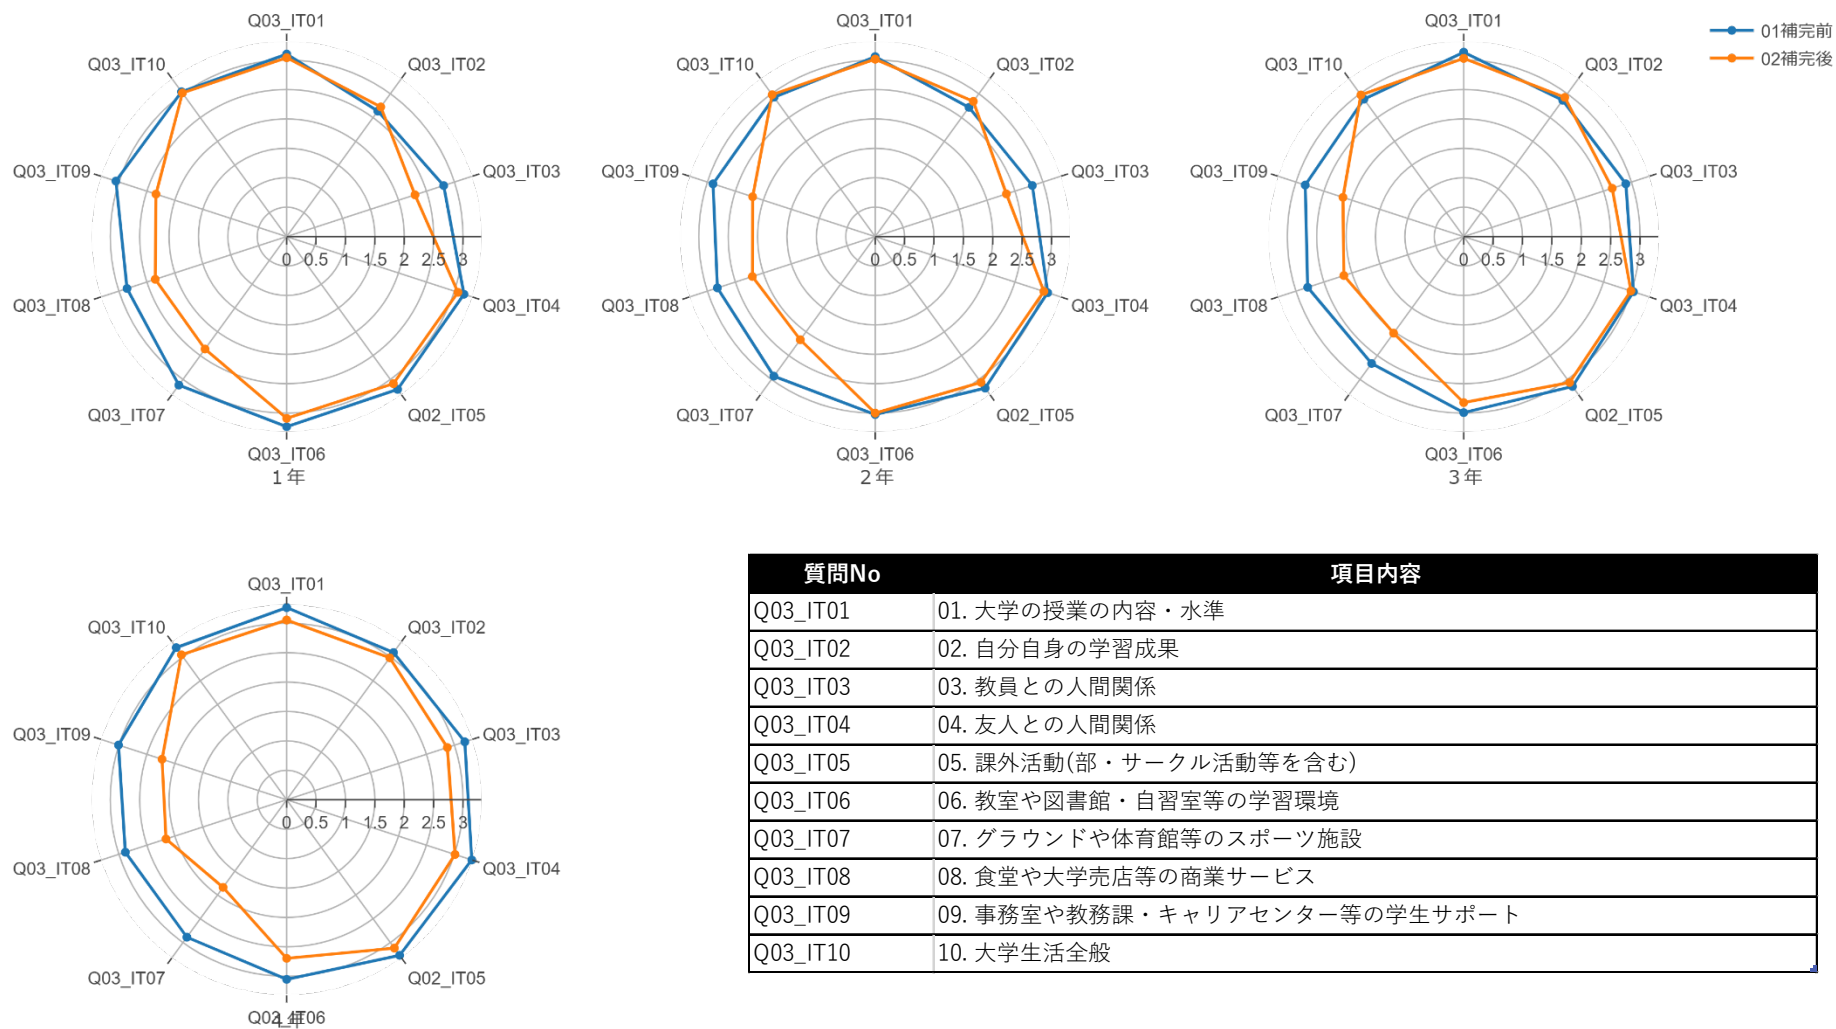 Q03_IT01
Q03_IT02
Q03_IT03
Q03_IT04
Q02_IT05
Q03_IT06
Q03_IT07
Q03_IT08
Q03_IT09
Q03_IT10
0 0.5 1 1.5 2 2.5 3
1年
Q03_IT01
Q03_IT02
Q03_IT03
Q03_IT04
Q02_IT05
Q03_IT06
Q03_IT07
Q03_IT08
Q03_IT09
Q03_IT10
0 0.5 1 1.5 2 2.5 3
2年
Q03_IT01
Q03_IT02
Q03_IT03
Q03_IT04
Q02_IT05
Q03_IT06
Q03_IT07
Q03_IT08
Q03_IT09
Q03_IT10
0 0.5 1 1.5 2 2.5 3
3年
01補完前
02補完後
Q03_IT01
Q03_IT02
Q03_IT03
Q03_IT04
Q02_IT05
Q03_IT06
Q03_IT07
Q03_IT08
Q03_IT09
Q03_IT10
0 0.5 1 1.5 2 2.5 3
4年
質問No 項目内容
Q03_IT01 01. 大学の授業の内容・水準
Q03_IT02 02. 自分自身の学習成果
Q03_IT03 03. 教員との人間関係
Q03_IT04 04. 友人との人間関係
Q03_IT05 05. 課外活動(部・サークル活動等を含む)
Q03_IT06 06. 教室や図書館・自習室等の学習環境
Q03_IT07 07. グラウンドや体育館等のスポーツ施設
Q03_IT08 08. 食堂や大学売店等の商業サービス
Q03_IT09 09. 事務室や教務課・キャリアセンター等の学生サポート
Q03_IT10 10. 大学生活全般